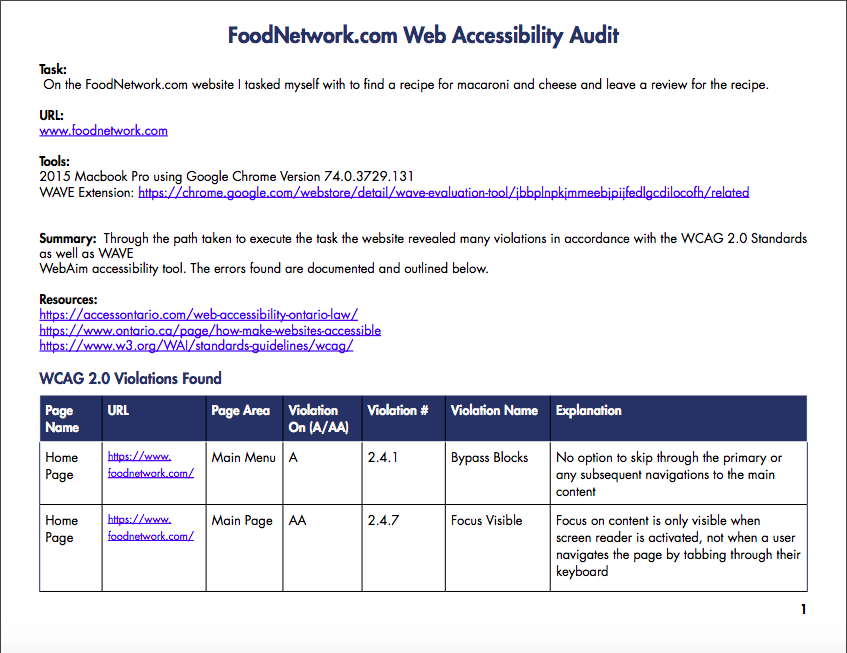 FoodNetwork.com Web Accessibility Audit
Task:
On the FoodNetwork.com website I tasked myself with to find a recipe for macaroni and cheese and leave a review for the recipe.
URL:
www.foodnetwork.com
Tools:
2015 Macbook Pro using Google Chrome Version 74.0.3729.131
WAVE Extension: https://chrome.google.com/webstore/detail/wave-evaluation-tool/jbbplnpkjmmeebjpijfedlgcdilocofh/related
Summary: Through the path taken to execute the task the website revealed many violations in accordance with the WCAG 2.0 Standards
as well as WAVE
WebAim accessibility tool. The errors found are documented and outlined below.
Resources:
https://accessontario.com/web-accessibility-ontario-law/
https://www.ontario.ca/page/how-make-websites-accessible
https://www.w3.org/WAI/standards-guidelines/wcag/
WCAG 2.0 Violations Found
Page Name URL Page Area Violation On (A/AA) Violation # Violation Name Explanation
Home Page https://www.foodnetwork.com/ Main Menu A 2.4.1 Bypass Blocks No option to skip through the primary or
any subsequent navigations to the main
content
Home Page https://www.foodnetwork.com/ Main Page AA 2.4.7 Focus Visible Focus on content is only visible when
screen reader is activated, not when a user
navigates the page by tabbing through their
keyboard
1